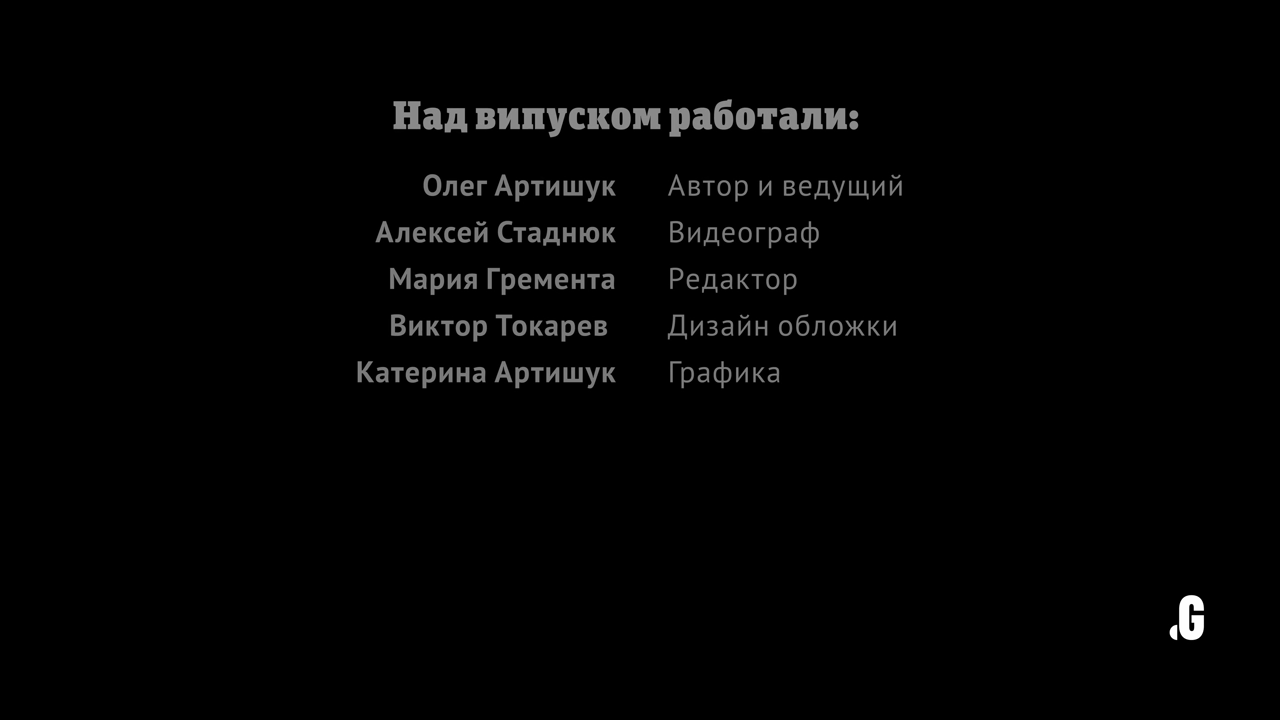 Над випуском работали:
Олег Артишук Автор и ведущий
Алексей Стаднюк Видеограф
Мария Гремента Редактор
Виктор Токарев Дизайн обложки
Катерина Артишук Графика
.G